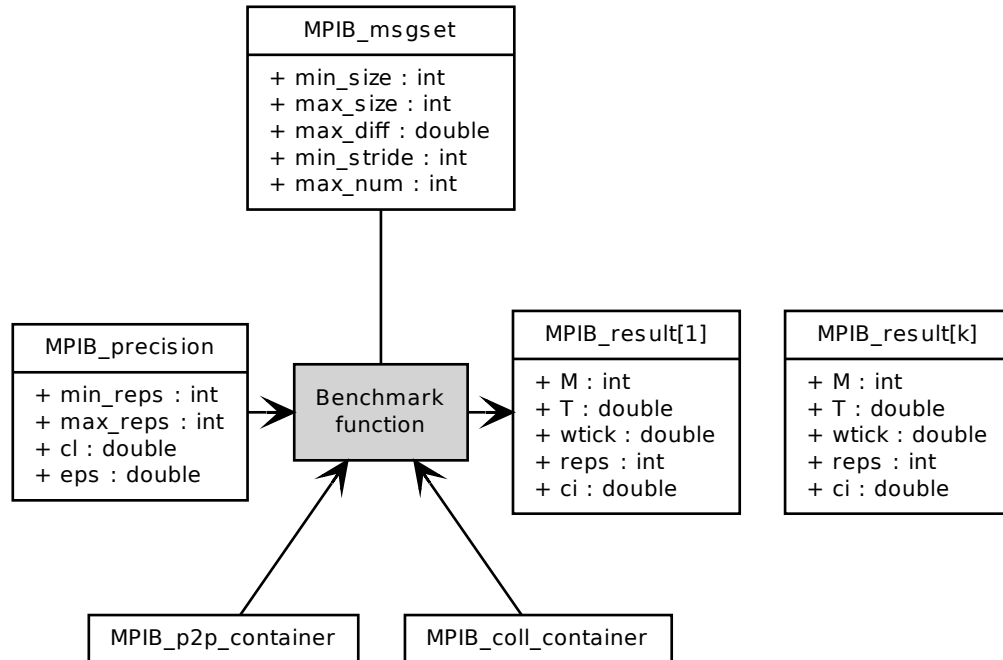 MPIB_msgset
+ min_size : int
+ max_size : int
+ max_diff : double
+ min_stride : int
+ max_num : int
MPIB_precision
+ min_reps : int
+ max_reps : int
+ cl : double
+ eps : double
Benchmark
function
MPIB_result[1]
+ M : int
+ T : double
+ wtick : double
+ reps : int
+ ci : double
MPIB_result[k]
+ M : int
+ T : double
+ wtick : double
+ reps : int
+ ci : double
MPIB_p2p_container
MPIB_coll_container